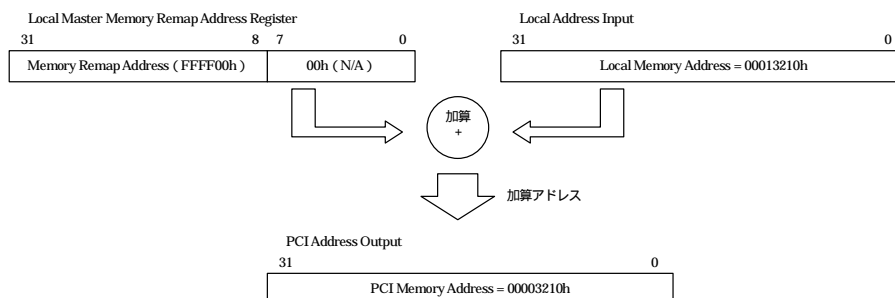 Local Master Memory Remap Address Register
31 8 7 0
Memory Remap Address ( FFFF00h )
00h ( N/A )
Local Address Input
31 0
Local Memory Address = 00013210h
加算
+
加算アドレス
PCI Address Output
31 0
PCI Memory Address = 00003210h